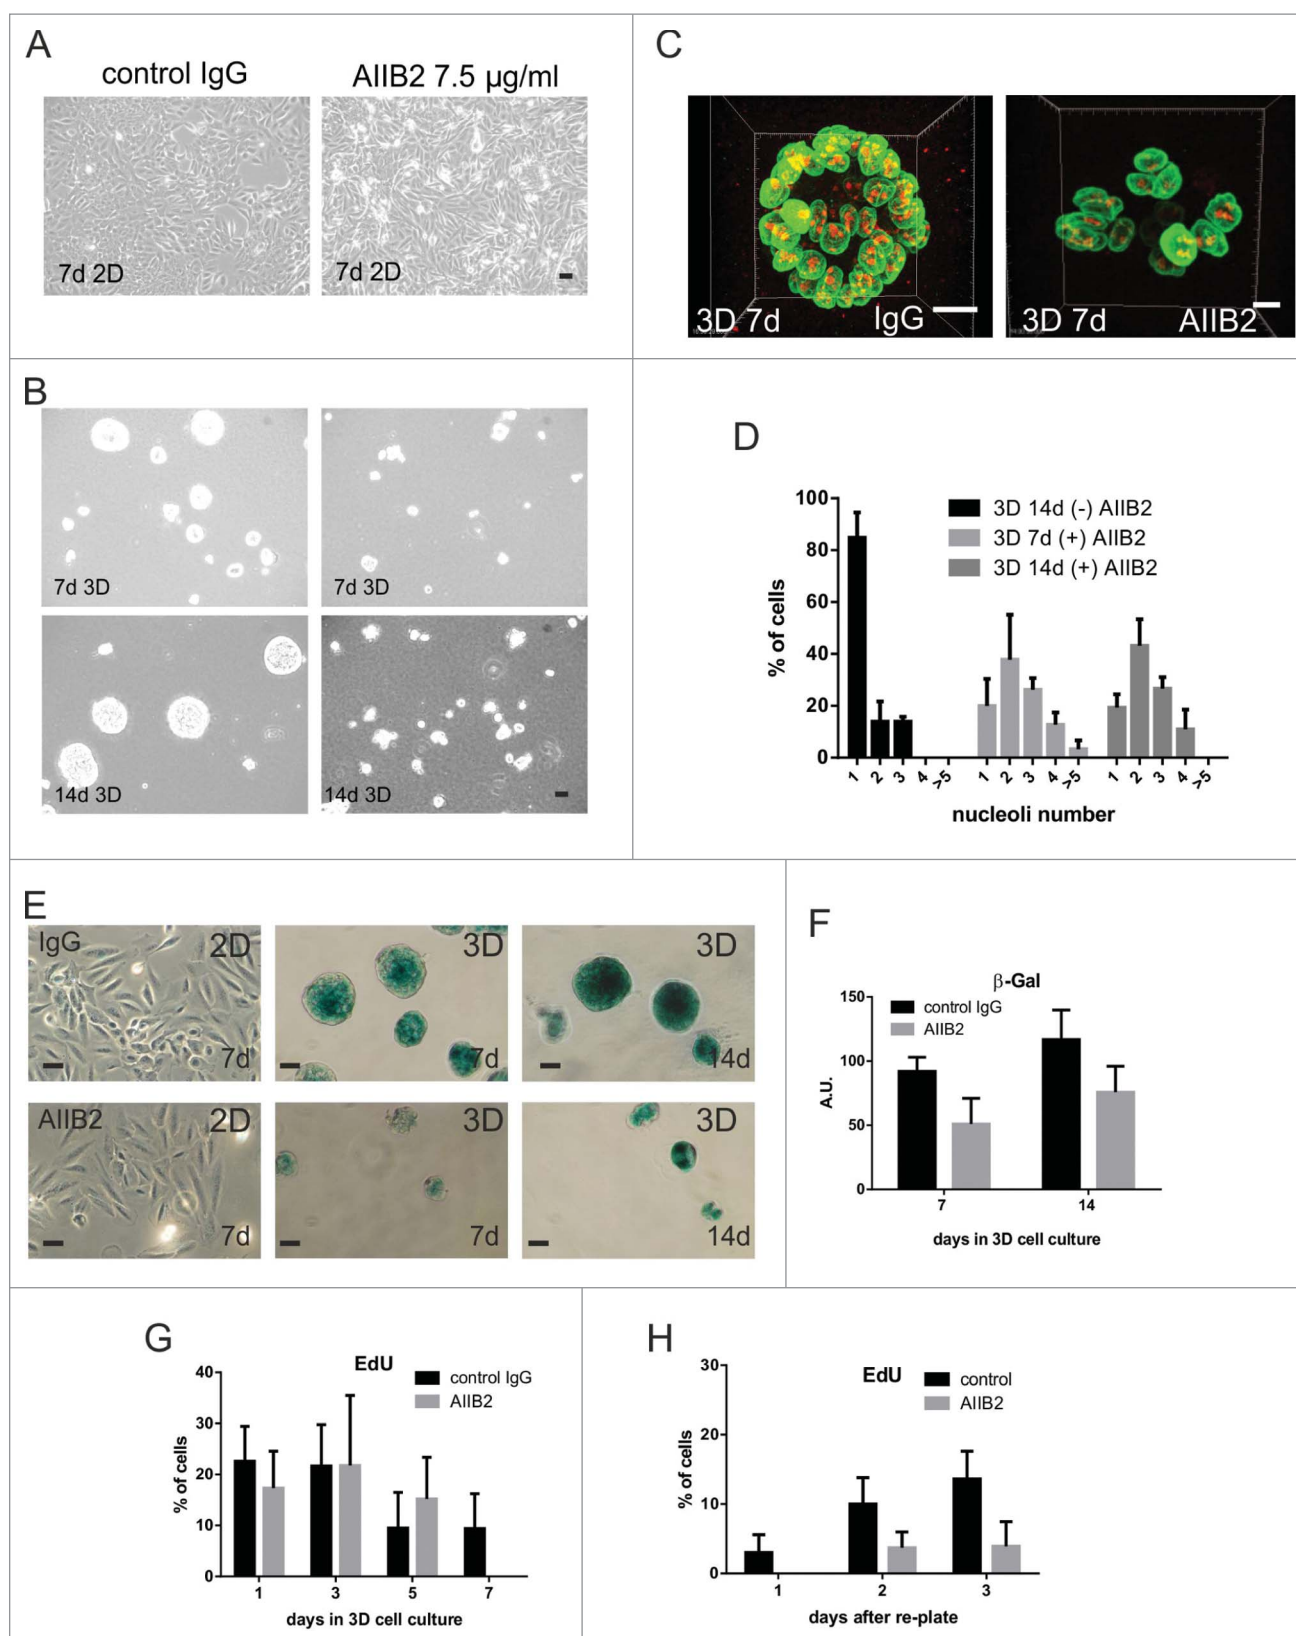 A
control IgG
AIIB2 7.5 µg/ml
7d 2D
7d 2D
C
3D 7d
IgG
3D 7d
AIIB2
B
7d 3D
7d 3D
14d 3D
14d 3D
D
100
80
60
40
20
0
% of cells
3D 14d (-) AIIB2
3D 7d (+) AIIB2
3D 14d (+) AIIB2
1 2 3 4 >5 1 2 3 4 >5 1 2 3 4 >5
nucleoli number
E
IgG
2D
7d
3D
7d
3D
14d
AIIB2
2D
7d
3D
7d
3D
14d
F
β-Gal
control IgG
AIIB2
150
100
50
0
A.U.
7 14
days in 3D cell culture
G
EdU
control IgG
AIIB2
40
30
20
10
0
% of cells
1 3 5 7
days in 3D cell culture
H
EdU
control
AIIB2
30
20
10
0
% of cells
1 2 3
days after re-plate